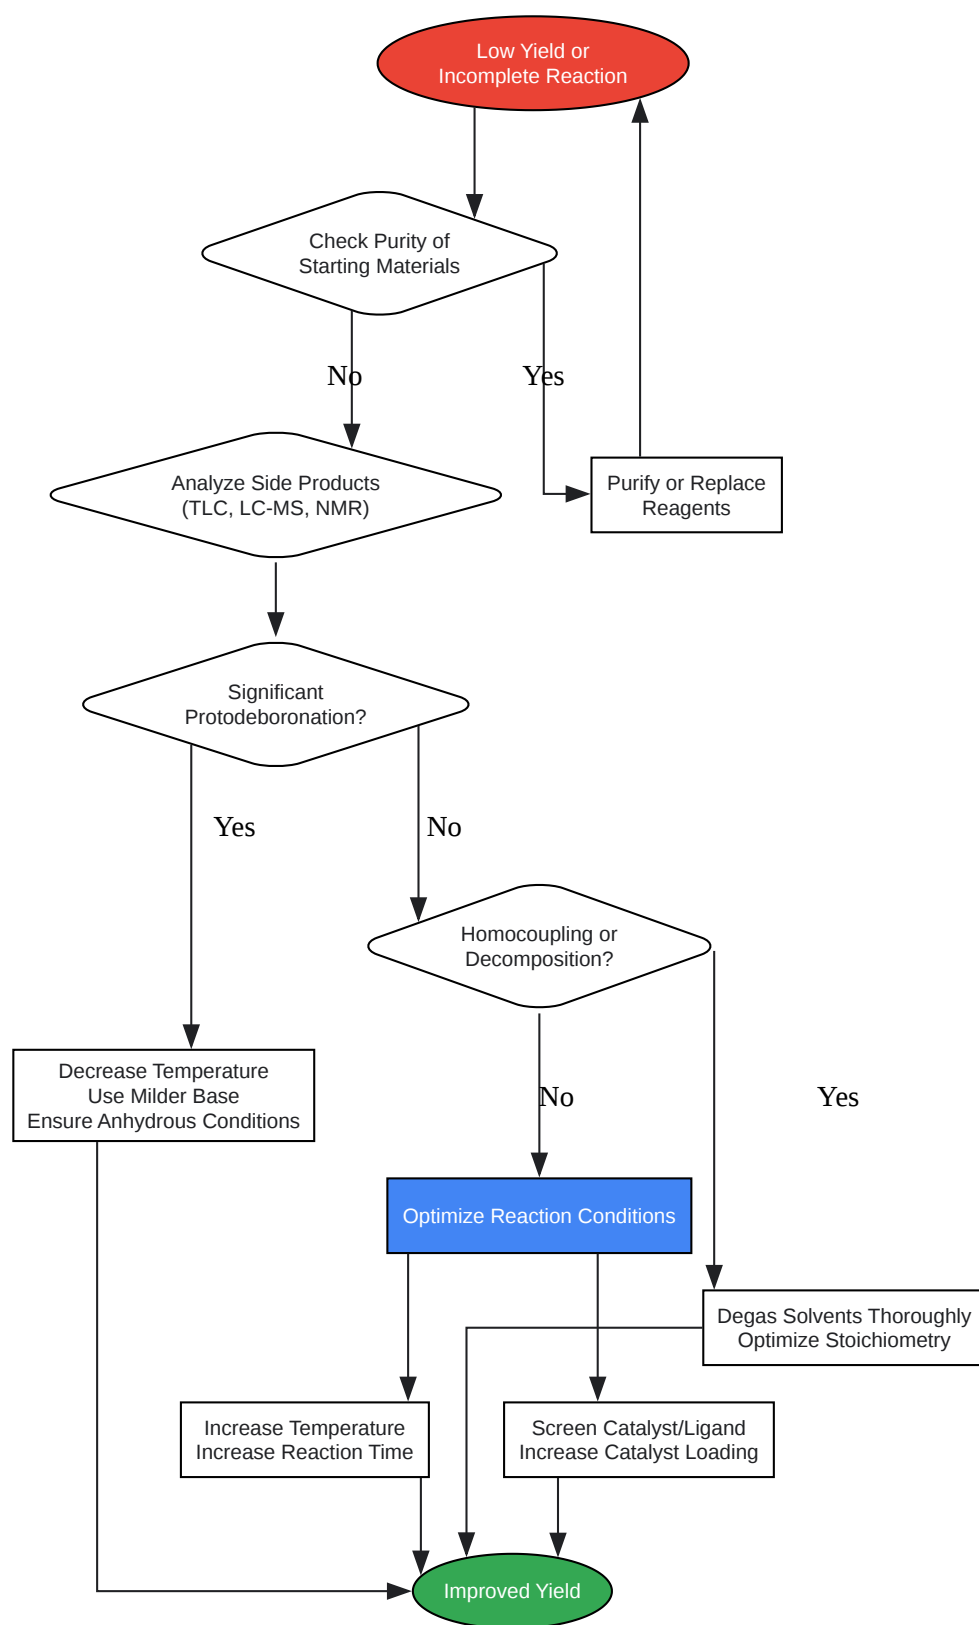 Low Yield or
Incomplete Reaction
Check Purity of
Starting Materials
No
Yes
Analyze Side Products
(TLC, LC-MS, NMR)
Purify or Replace
Reagents
Significant
Protodeboronation?
Yes
No
Homocoupling or
Decomposition?
Decrease Temperature
Use Milder Base
Ensure Anhydrous Conditions
No
Yes
Optimize Reaction Conditions
Degas Solvents Thoroughly
Optimize Stoichiometry
Increase Temperature
Increase Reaction Time
Screen Catalyst/Ligand
Increase Catalyst Loading
Improved Yield